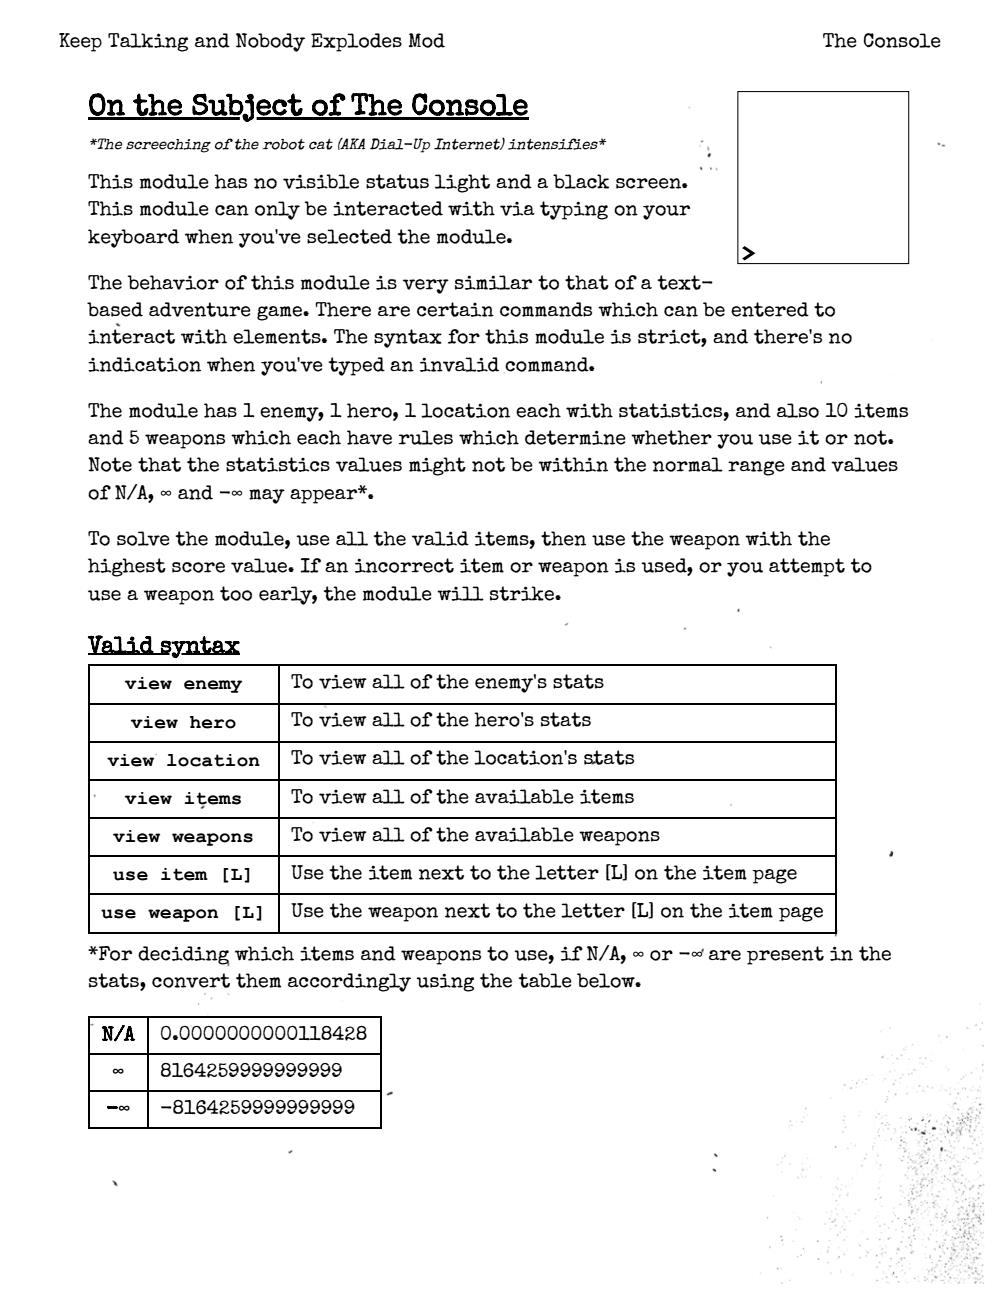 Keep Talking and Nobody Explodes Mod
The Console
On the Subject of The Console
*The screeching of the robot cat (AKA Dial-Up Internet) intensifies*
This module has no visible status light and a black screen.
This module can only be interacted with via typing on your
keyboard when you've selected the module.
>
The behavior of this module is very similar to that of a text-
based adventure game. There are certain commands which can be entered to
interact with elements. The syntax for this module is strict, and there's no
indication when you've typed an invalid command.
The module has 1 enemy, 1 hero, 1 location each with statistics, and also 10 items
and 5 weapons which each have rules which determine whether you use it or not.
Note that the statistics values might not be within the normal range and values
of N/A, ∞ and -∞ may appear*.
To solve the module, use all the valid items, then use the weapon with the
highest score value. If an incorrect item or weapon is used, or you attempt to
use a weapon too early, the module will strike.
Valid syntax
view enemy To view all of the enemy's stats
view hero To view all of the hero's stats
view location To view all of the location's stats
view items To view all of the available items
view weapons To view all of the available weapons
use item [L] Use the item next to the letter [L] on the item page
use weapon [L] Use the weapon next to the letter [L] on the item page
*For deciding which items and weapons to use, if N/A, ∞ or -∞ are present in the
stats, convert them accordingly using the table below.
N/A 0.0000000000118428
∞ 8164259999999999
-∞ -8164259999999999